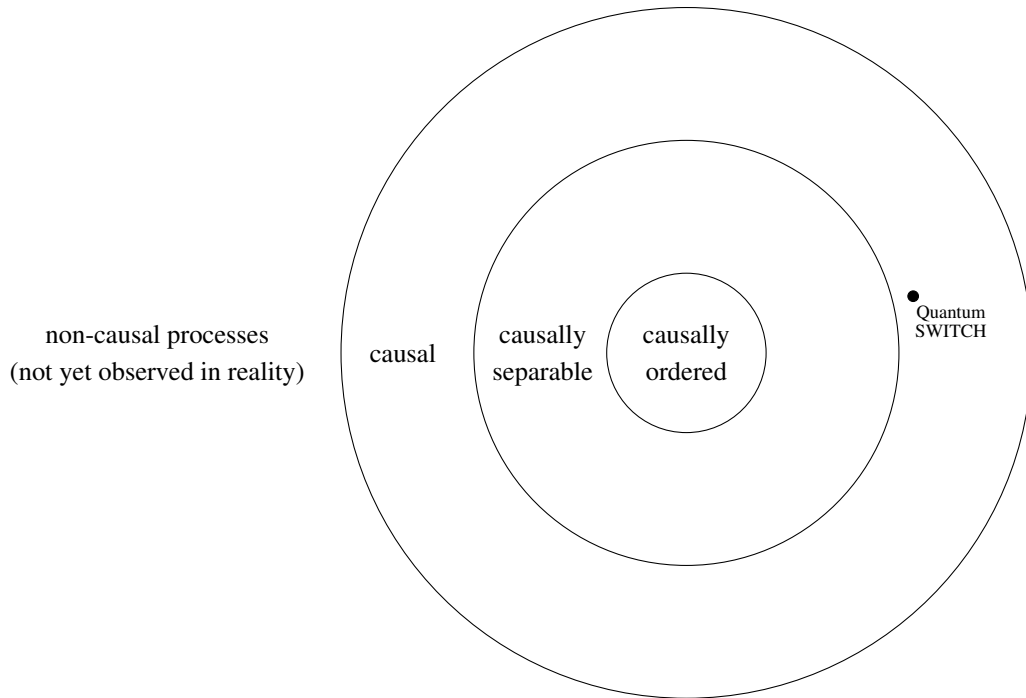 non-causal processes
(not yet observed in reality)
causal
causally
separable
causally
ordered
Quantum
SWITCH